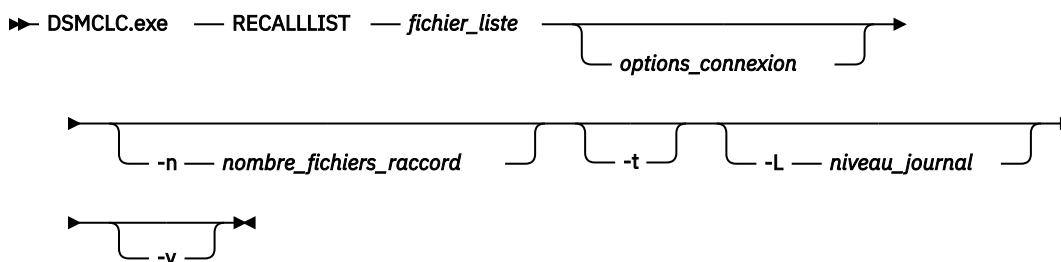 DSMCLC.exe RECALLLIST fichier_liste
options_connexion
-n nombre_fichiers_raccord -t -L niveau_journal
-v